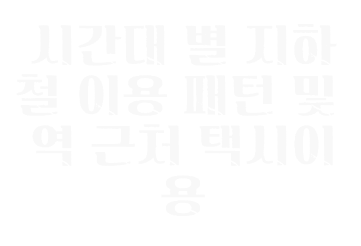 시간대 별 지하
철 이용 패턴 및
역 근처 택시이
용